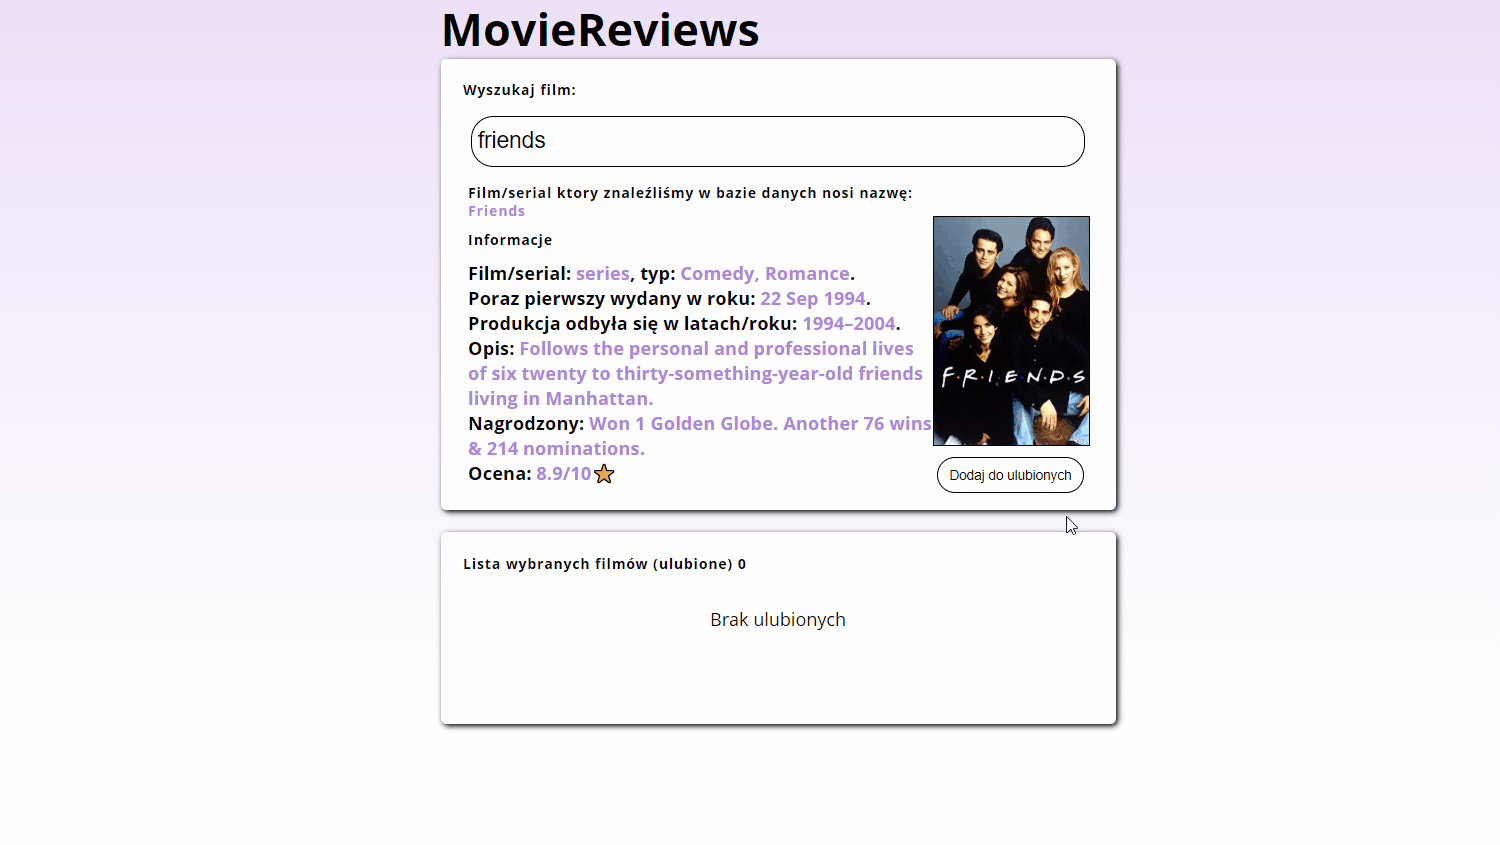 MovieReviews
Wyszukaj film:
friends
Film/serial ktory znaleźliśmy w bazie danych nosi nazwę:
Friends
Informacje
Film/serial: series, typ: Comedy, Romance.
Poraz pierwszy wydany w roku: 22 Sep 1994.
Produkcja odbyła się w latach/roku: 1994–2004.
Opis: Follows the personal and professional lives
of six twenty to thirty-something-year-old friends
living in Manhattan.
Nagrodzony: Won 1 Golden Globe. Another 76 wins
& 214 nominations.
Ocena: 8.9/10
F·R·I·E·N·D·S
Dodaj do ulubionych
Lista wybranych filmów (ulubione) 0
Brak ulubionych